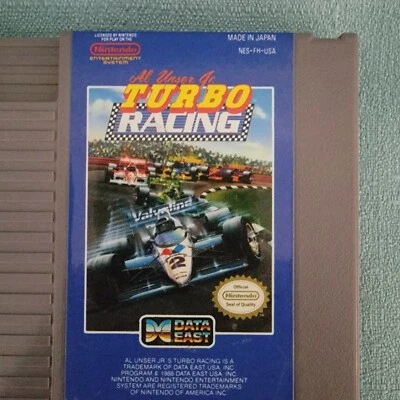 LICENSED BY NINTENDO
FOR PLAY ON THE
Nintendo
ENTERTAINMENT
SYSTEM
MADE IN JAPAN
NES-FH-USA
Al Unser Jr.
TURBO
RACING
Valvoline
2
Official
Nintendo
Seal of Quality
DATA
EAST
AL UNSER JR.'S TURBO RACING IS A
TRADEMARK OF DATA EAST USA, INC.
PROGRAM © 1988 DATA EAST USA, INC.
NINTENDO AND NINTENDO ENTERTAINMENT
SYSTEM ARE REGISTERED TRADEMARKS
OF NINTENDO OF AMERICA INC.